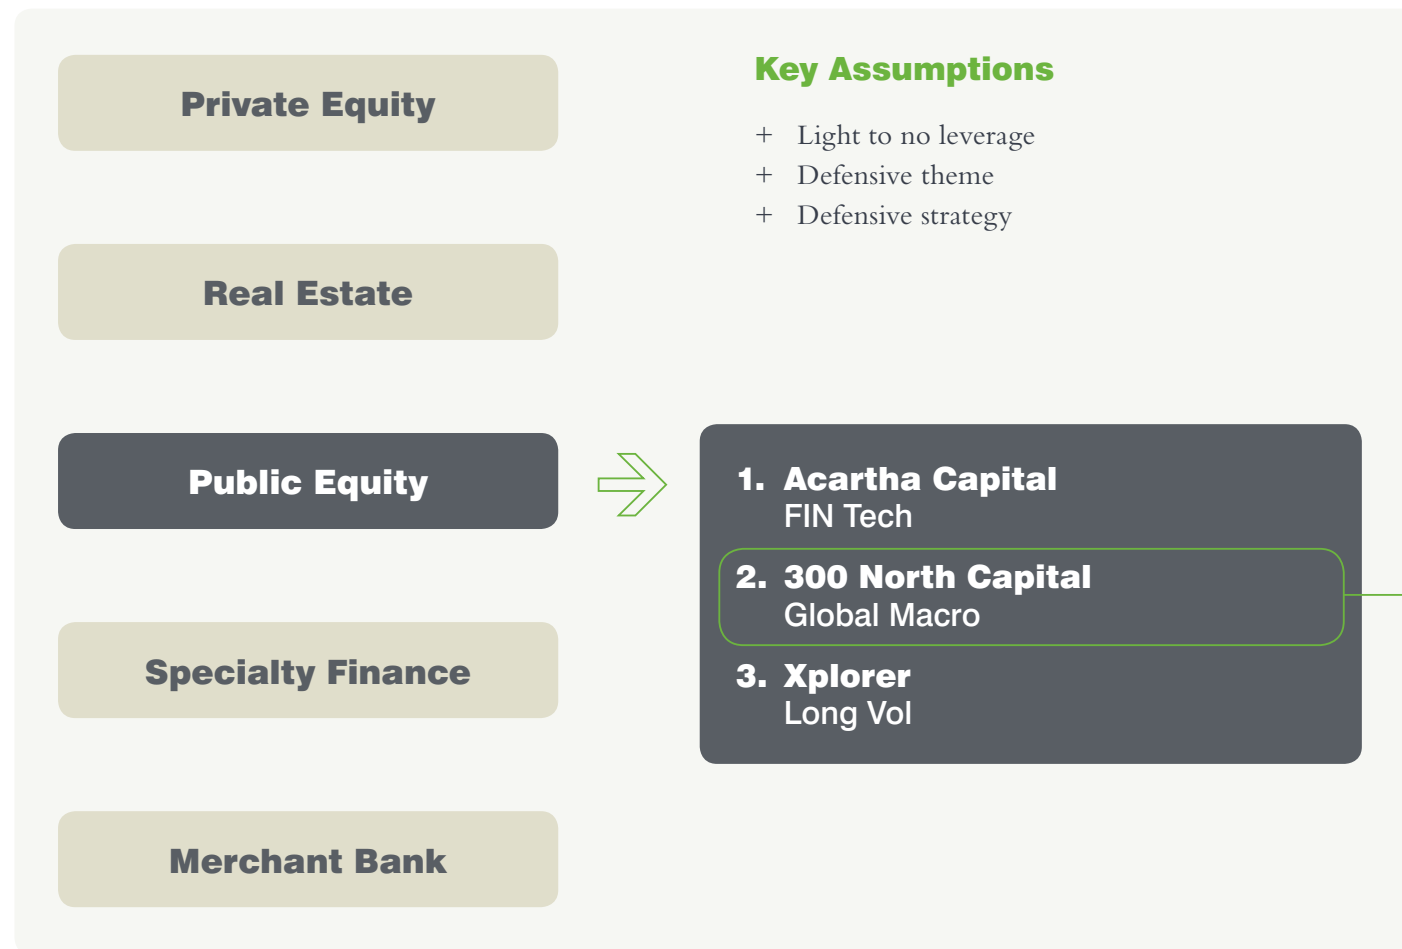 Private Equity
Real Estate
Public Equity
Specialty Finance
Merchant Bank
Key Assumptions
+ Light to no leverage
+ Defensive theme
+ Defensive strategy
1. Acartha Capital
FIN Tech
2. 300 North Capital
Global Macro
3. Xplorer
Long Vol